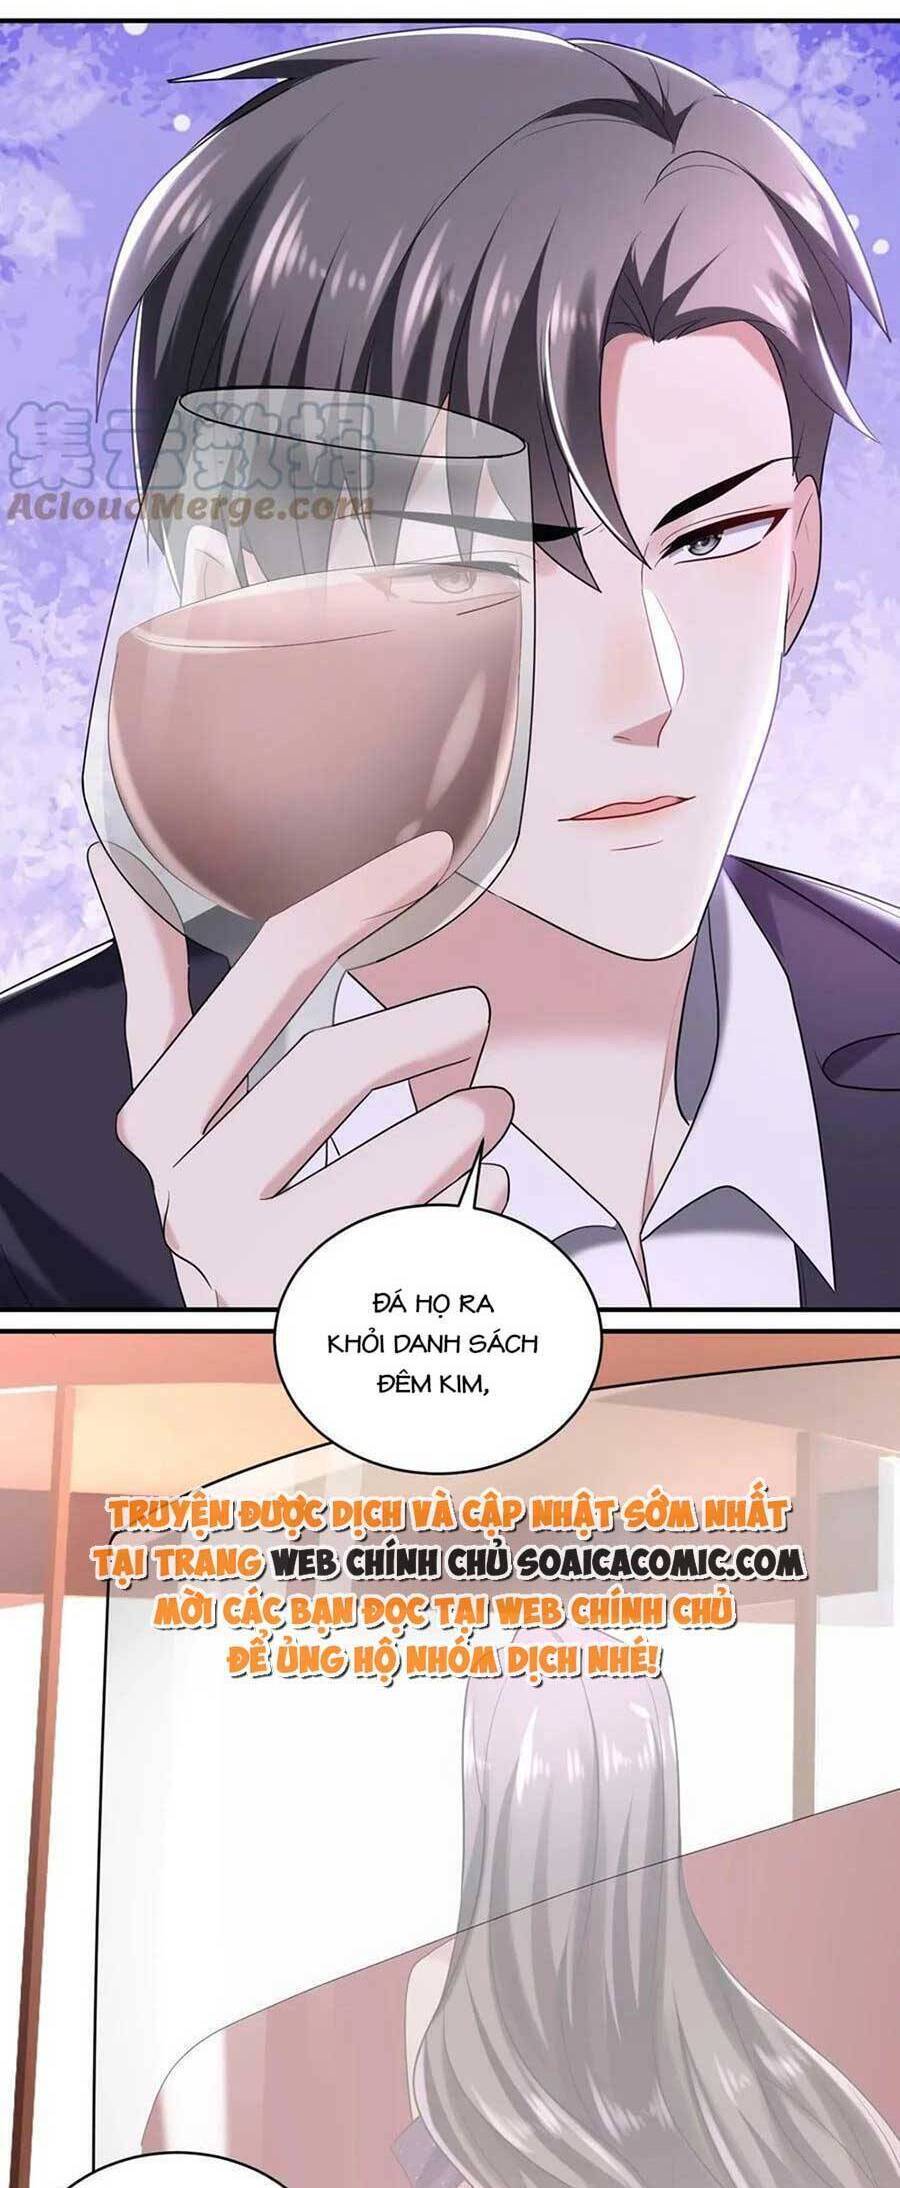 集云数据
ACloudMerge.com
ĐÁ HỌ RA
KHỎI DANH SÁCH
ĐÊM KIM,
TRUYỆN ĐƯỢC DỊCH VÀ CẬP NHẬT SỚM NHẤT
TẠI TRANG WEB CHÍNH CHỦ SOAICACOMIC.COM
MỜI CÁC BẠN ĐỌC TẠI WEB CHÍNH CHỦ
ĐỂ ỦNG HỘ NHÓM DỊCH NHÉ!